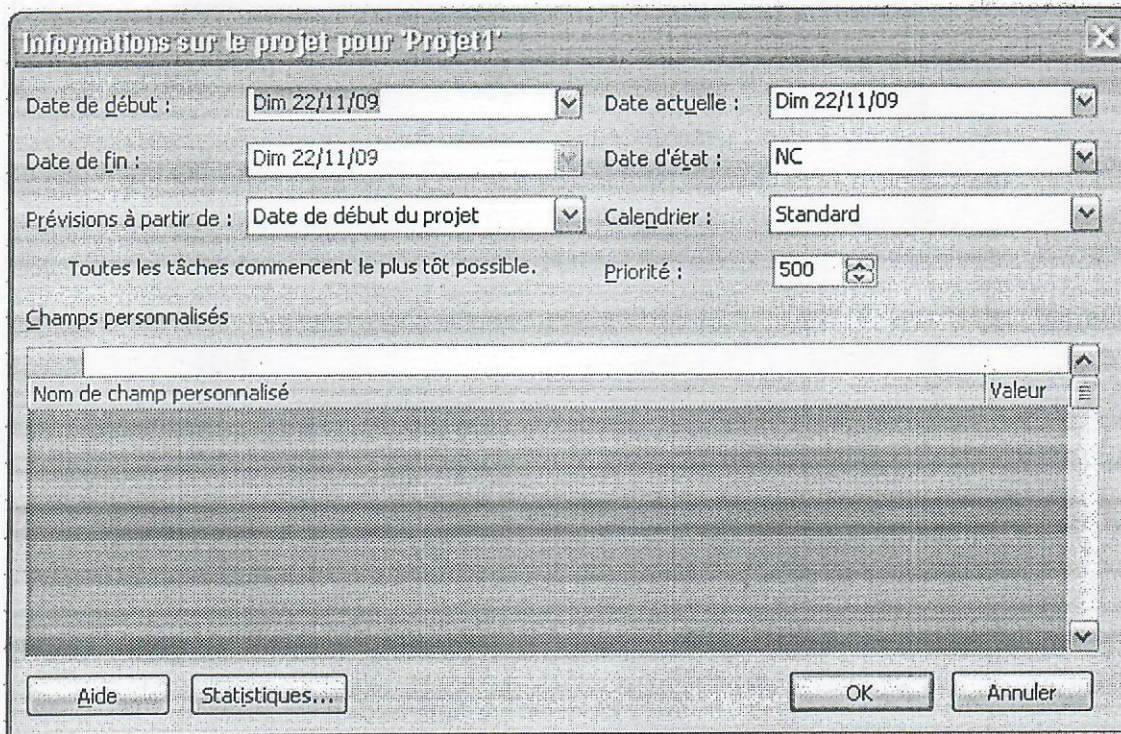 Informations sur le projet pour 'Projet1'
Date de début : Dim 22/11/09 Date actuelle : Dim 22/11/09
Date de fin : Dim 22/11/09 Date d'état : NC
Prévisions à partir de : Date de début du projet Calendrier : Standard
Toutes les tâches commencent le plus tôt possible. Priorité : 500
Champs personnalisés
Nom de champ personnalisé Valeur
Aide Statistiques... OK Annuler